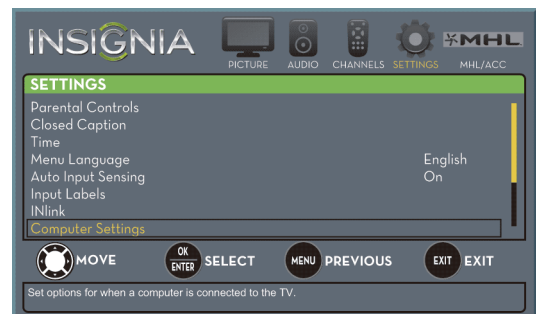 INSIGNIA
MHL
PICTURE AUDIO CHANNELS SETTINGS MHL/ACC
SETTINGS
Parental Controls
Closed Caption
Time
Menu Language English
Auto Input Sensing On
Input Labels
INlink
Computer Settings
MOVE OK ENTER SELECT MENU PREVIOUS EXIT EXIT
Set options for when a computer is connected to the TV.